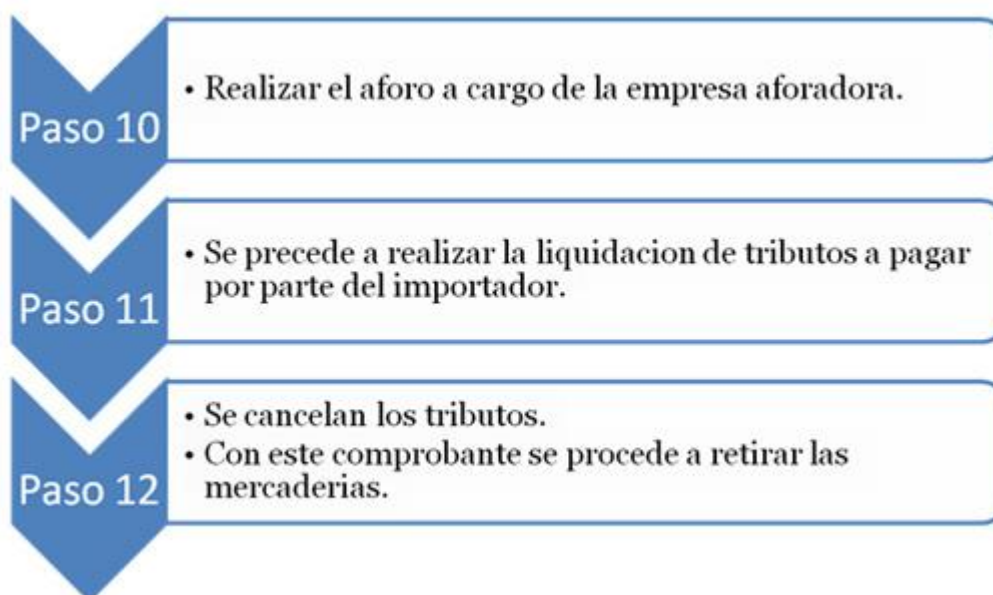 Paso 10
• Realizar el aforo a cargo de la empresa aforadora.
Paso 11
• Se precede a realizar la liquidacion de tributos a pagar
por parte del importador.
Paso 12
• Se cancelan los tributos.
• Con este comprobante se procede a retirar las
mercaderias.